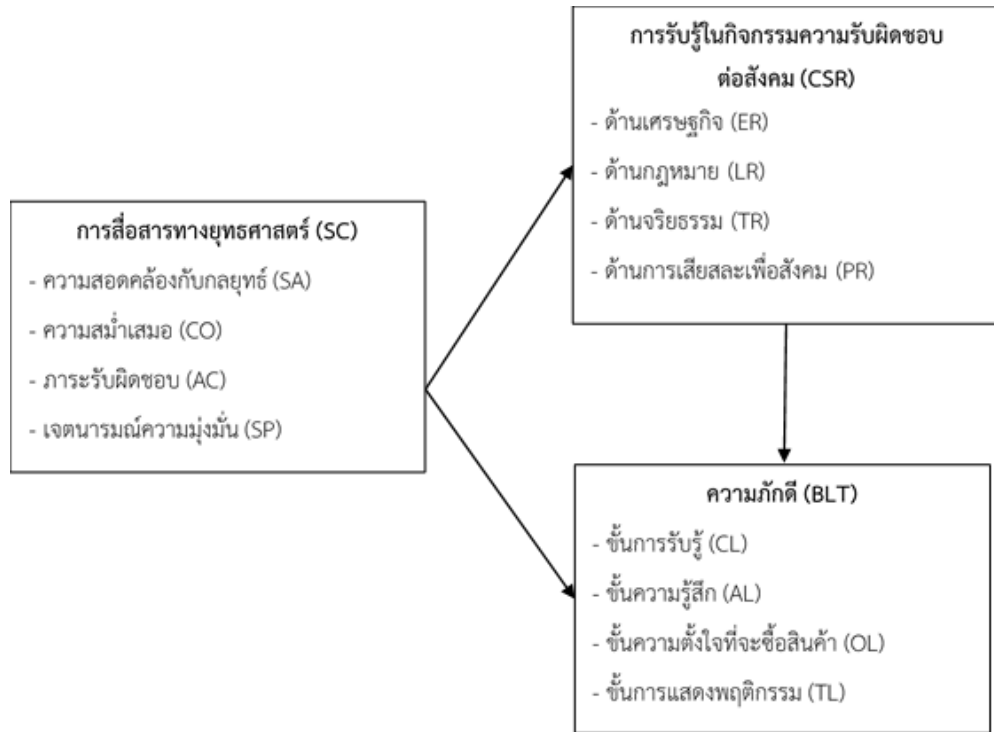 การรับรู้ในกิจกรรมความรับผิดชอบ
ต่อสังคม (CSR)
- ด้านเศรษฐกิจ (ER)
- ด้านกฎหมาย (LR)
- ด้านจริยธรรม (TR)
- ด้านการเสียสละเพื่อสังคม (PR)
การสื่อสารทางยุทธศาสตร์ (SC)
- ความสอดคล้องกับกลยุทธ์ (SA)
- ความสม่ำเสมอ (CO)
- ภาระรับผิดชอบ (AC)
- เจตนารมณ์ความมุ่งมั่น (SP)
ความภักดี (BLT)
- ขั้นการรับรู้ (CL)
- ขั้นความรู้สึก (AL)
- ขั้นความตั้งใจที่จะซื้อสินค้า (OL)
- ขั้นการแสดงพฤติกรรม (TL)